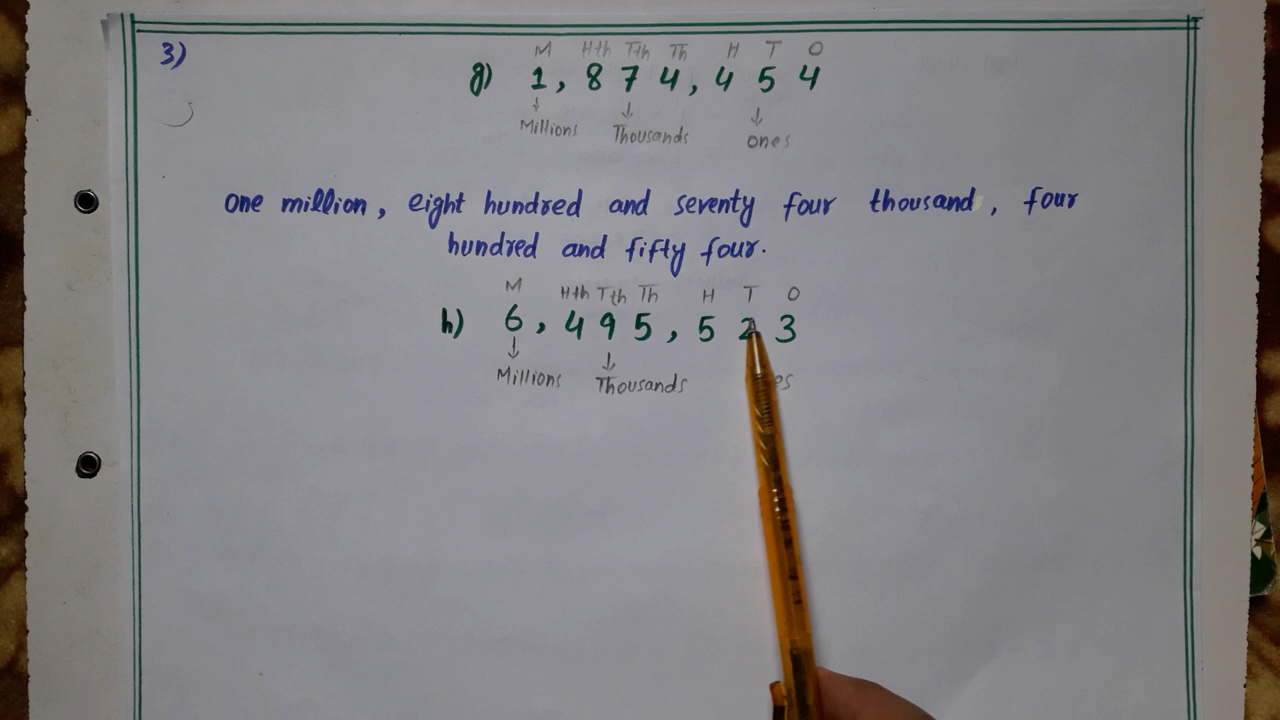 3)
M Hth Tth Th H T O
g) 1, 8 7 4, 4 5 4
Millions Thousands ones
one million, eight hundred and seventy four thousand, four
hundred and fifty four.
M Hth Tth Th H T O
h) 6, 4 9 5, 5 2 3
Millions Thousands